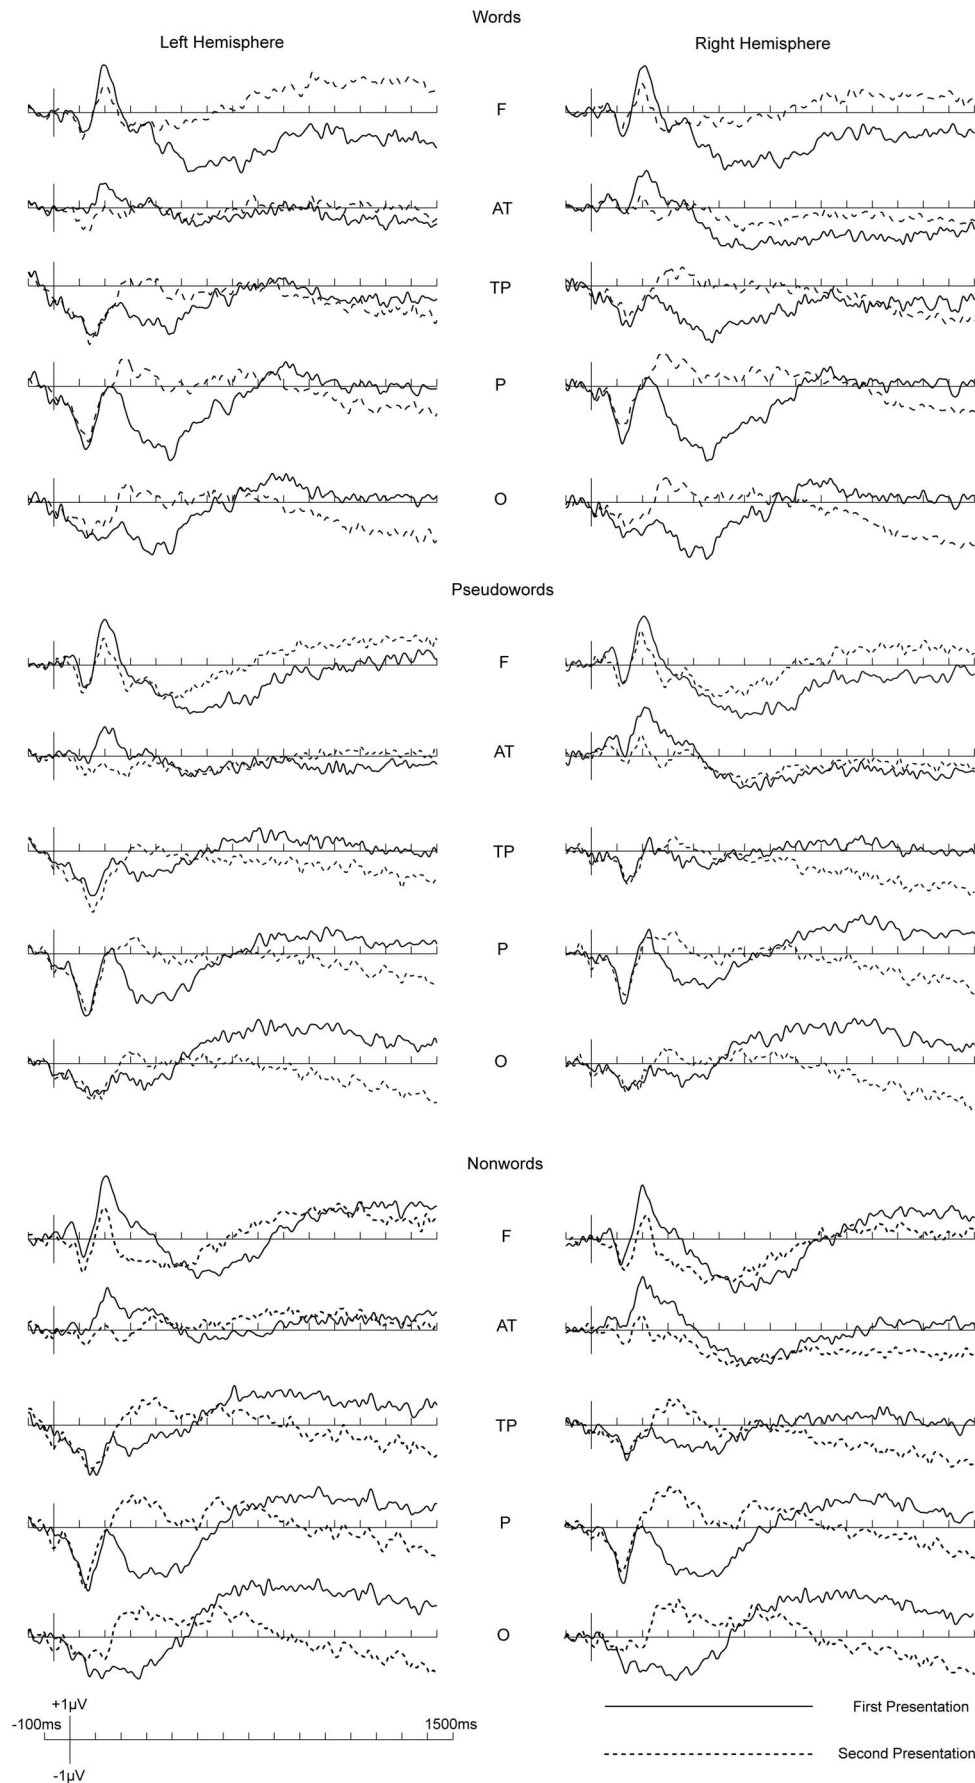 Words
Left Hemisphere Right Hemisphere
F
AT
TP
P
O
Pseudowords
F
AT
TP
P
O
Nonwords
F
AT
TP
P
O
+1µV
-100ms 1500ms
-1µV
First Presentation
Second Presentation